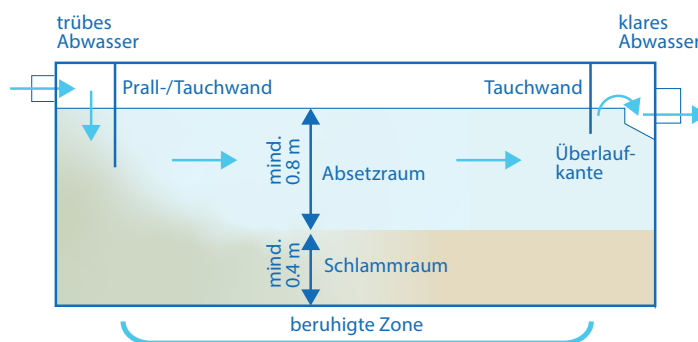 trübes
Abwasser
klares
Abwasser
Prall-/Tauchwand
Tauchwand
mind.
0.8 m
Absetzraum
Überlauf-
kante
mind.
0.4 m
Schlammraum
beruhigte Zone